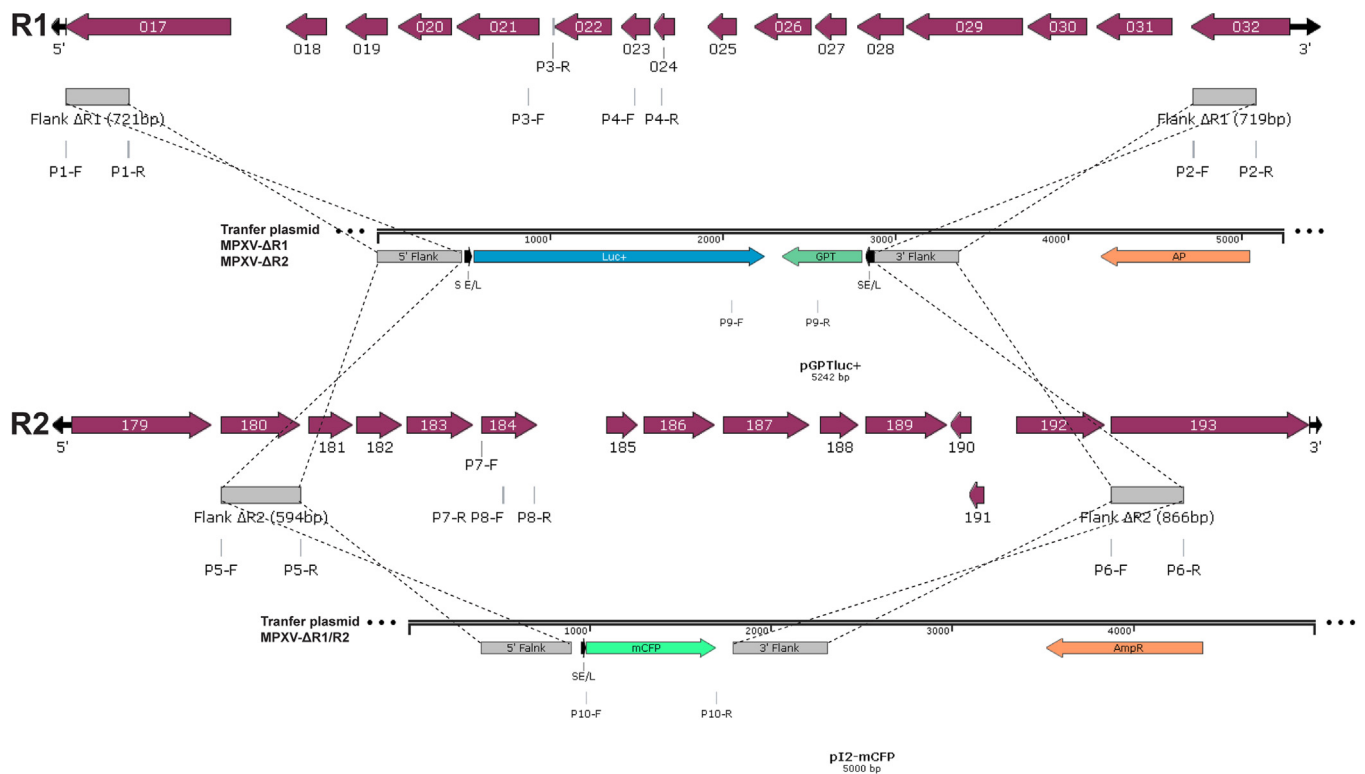 R1
017 018 019 020 021 022 023 024 025 026 027 028 029 030 031 032
5' 3'
P3-R
Flank ΔR1 (721bp) P3-F P4-F P4-R Flank ΔR1 (719bp)
P1-F P1-R P2-F P2-R
Tranfer plasmid
MPXV-ΔR1
MPXV-ΔR2
1000 2000 3000 4000 5000
5' Flank Luc+ GPT 3' Flank AP
S E/L SE/L
P9-F P9-R
pGPTluc+
5242 bp
R2
179 180 181 182 183 184 185 186 187 188 189 190 192 193
5' 3'
P7-F
Flank ΔR2 (594bp) P7-R P8-F P8-R 191 Flank ΔR2 (866bp)
P5-F P5-R P6-F P6-R
Tranfer plasmid
MPXV-ΔR1/R2
1000 2000 3000 4000
5' Falnk mCFP 3' Flank AmpR
SE/L
P10-F P10-R
pI2-mCFP
5000 bp